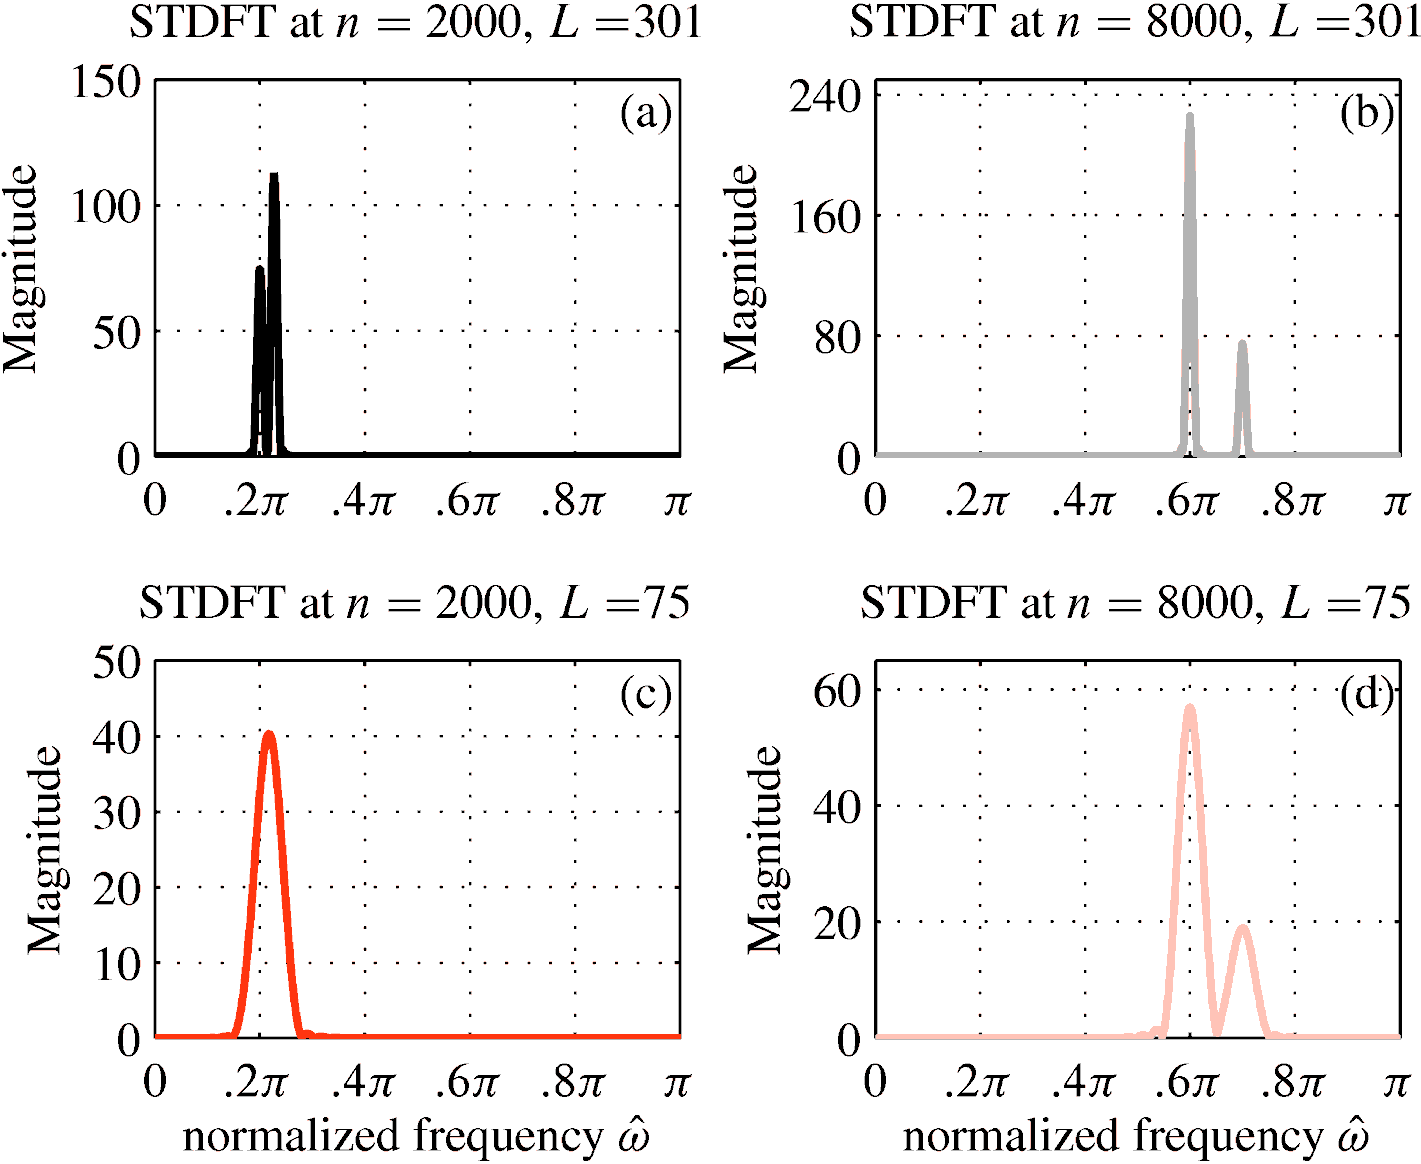 STDFT at n = 2000, L =301
STDFT at n = 8000, L =301
(a)
Magnitude
150
100
50
0
0 .2π .4π .6π .8π π
(b)
Magnitude
240
160
80
0
0 .2π .4π .6π .8π π
STDFT at n = 2000, L =75
STDFT at n = 8000, L =75
(c)
Magnitude
50
40
30
20
10
0
0 .2π .4π .6π .8π π
normalized frequency ω̂
(d)
Magnitude
60
40
20
0
0 .2π .4π .6π .8π π
normalized frequency ω̂